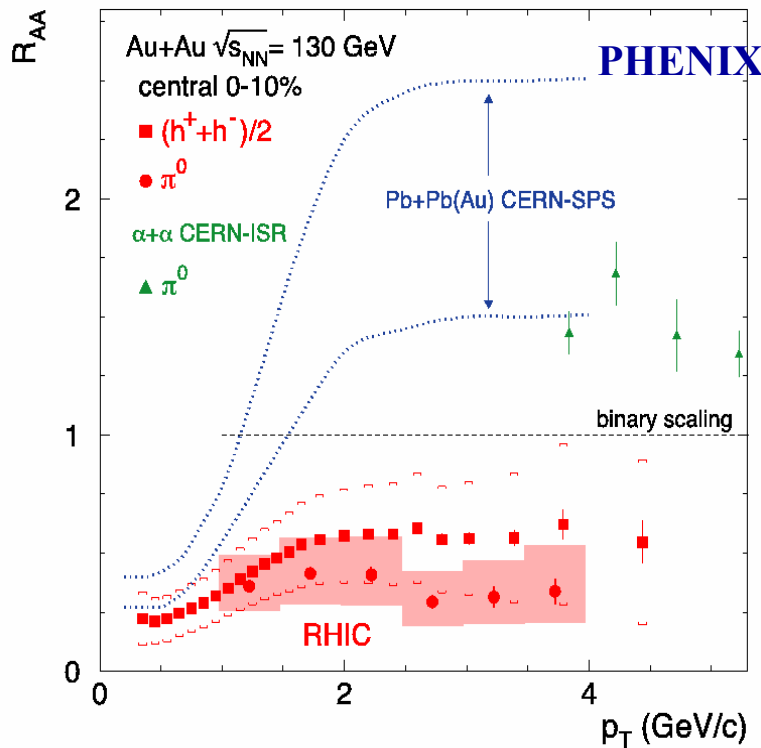 R_AA
Au+Au √s_NN = 130 GeV
PHENIX
central 0-10%
(h⁺+h⁻)/2
π⁰
α+α CERN-ISR
π⁰
Pb+Pb(Au) CERN-SPS
binary scaling
RHIC
2
1
0
0 2 4
p_T (GeV/c)